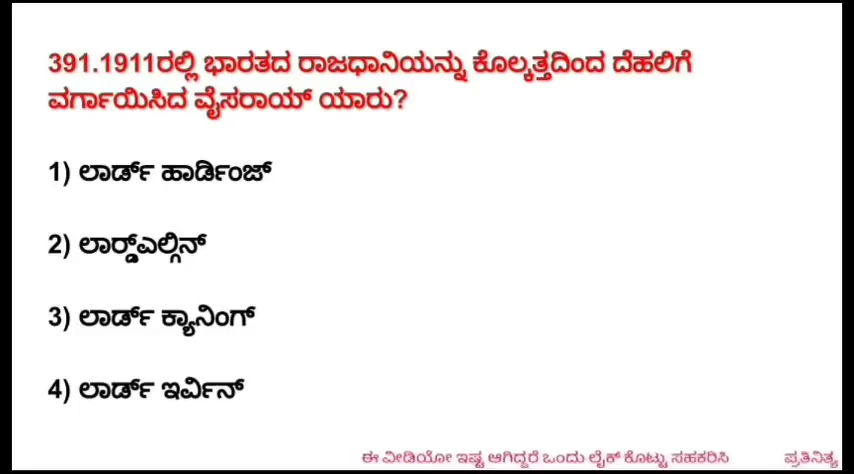 391.1911ರಲ್ಲಿ ಭಾರತದ ರಾಜಧಾನಿಯನ್ನು ಕೊಲ್ಕತ್ತದಿಂದ ದೆಹಲಿಗೆ
ವರ್ಗಾಯಿಸಿದ ವೈಸರಾಯ್ ಯಾರು?
1) ಲಾರ್ಡ್ ಹಾರ್ಡಿಂಜ್
2) ಲಾರ‍್ಡ್‌ಎಲ್ಗಿನ್
3) ಲಾರ್ಡ್ ಕ್ಯಾನಿಂಗ್
4) ಲಾರ್ಡ್ ಇರ್ವಿನ್
ಈ ವೀಡಿಯೋ ಇಷ್ಟ ಆಗಿದ್ದರೆ ಒಂದು ಲೈಕ್ ಕೊಟ್ಟು ಸಹಕರಿಸಿ ಪ್ರತಿನಿತ್ಯ